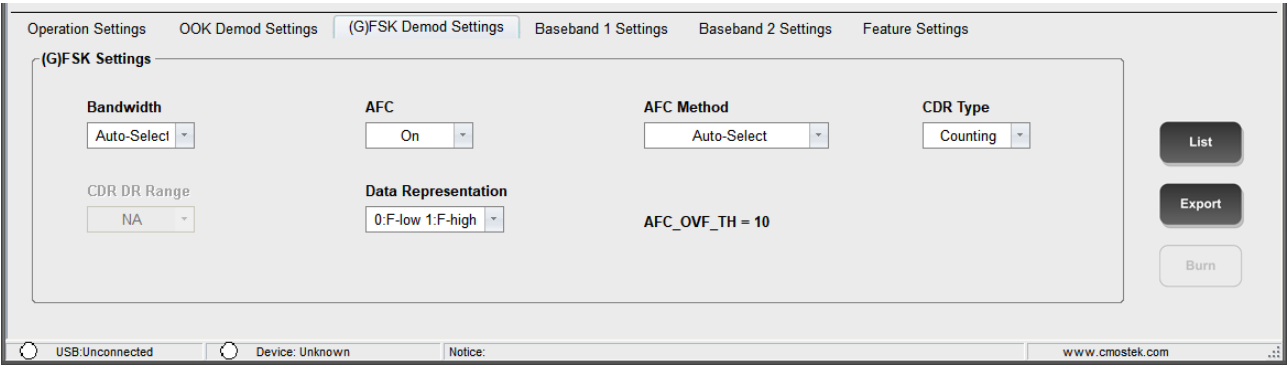 Operation Settings OOK Demod Settings (G)FSK Demod Settings Baseband 1 Settings Baseband 2 Settings Feature Settings
(G)FSK Settings
Bandwidth AFC AFC Method CDR Type
Auto-Select On Auto-Select Counting
List
CDR DR Range Data Representation
Export
NA 0:F-low 1:F-high AFC_OVF_TH = 10
Burn
USB:Unconnected Device: Unknown Notice: www.cmostek.com